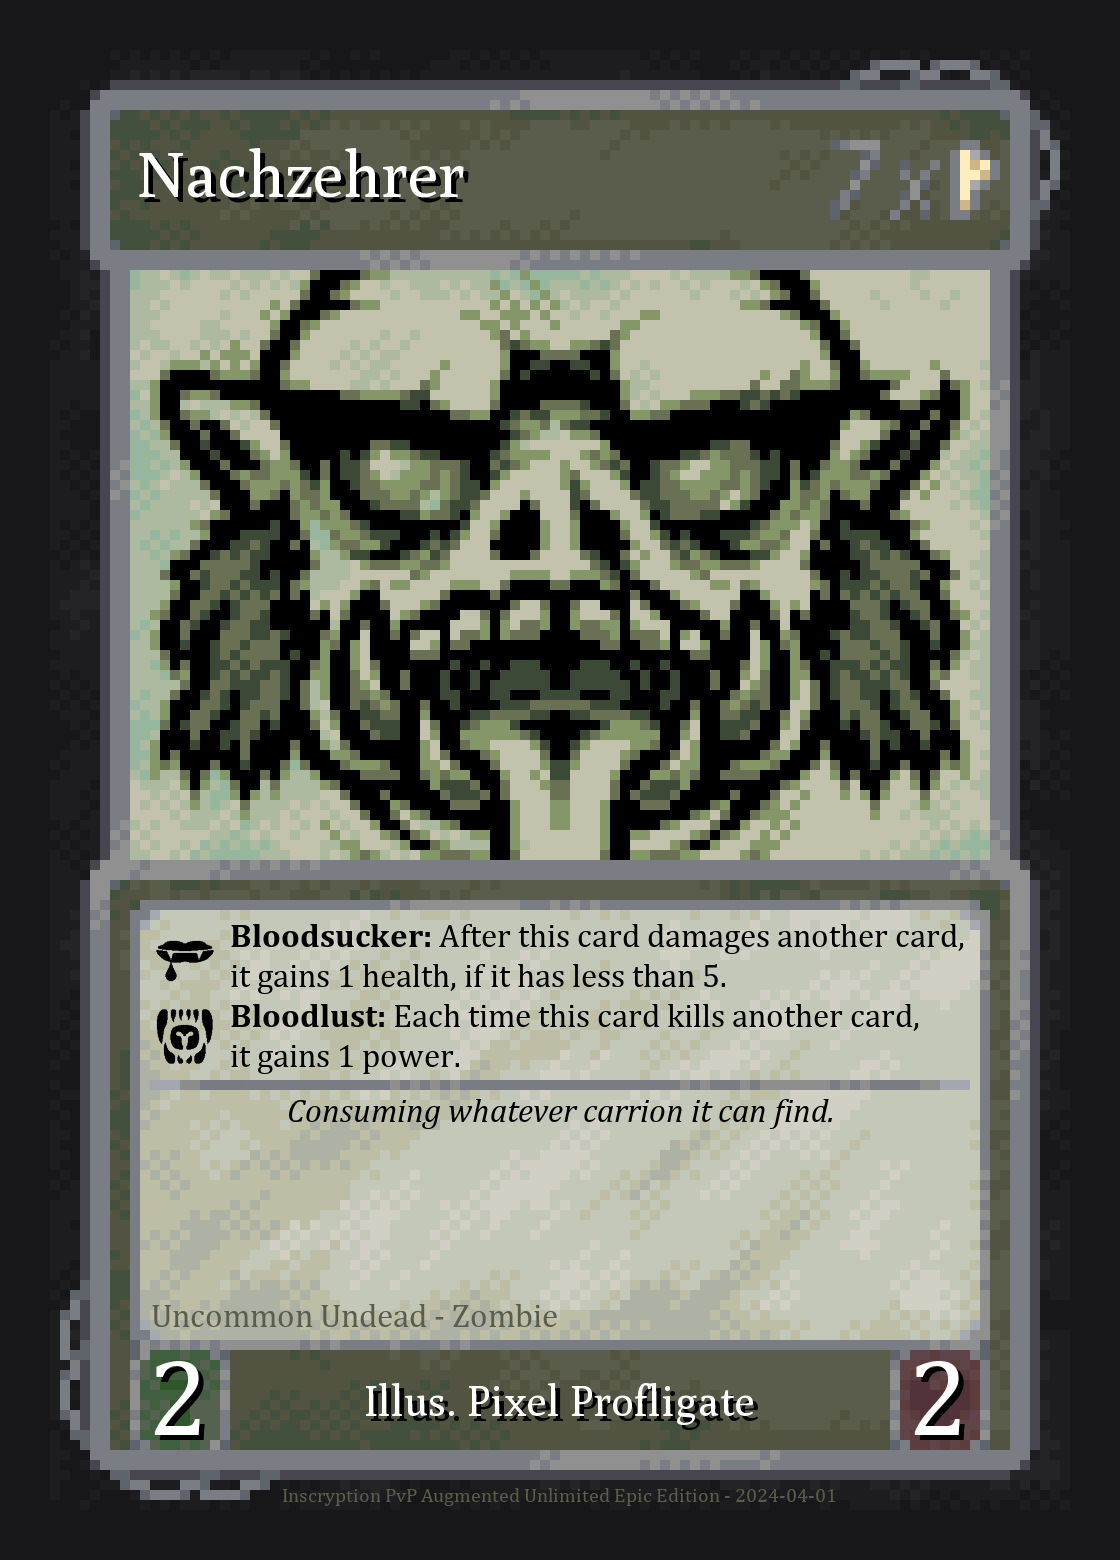 Nachzehrer 7 x
Bloodsucker: After this card damages another card,
it gains 1 health, if it has less than 5.
Bloodlust: Each time this card kills another card,
it gains 1 power.
Consuming whatever carrion it can find.
Uncommon Undead - Zombie
2 Illus. Pixel Profligate 2
Inscryption PvP Augmented Unlimited Epic Edition - 2024-04-01